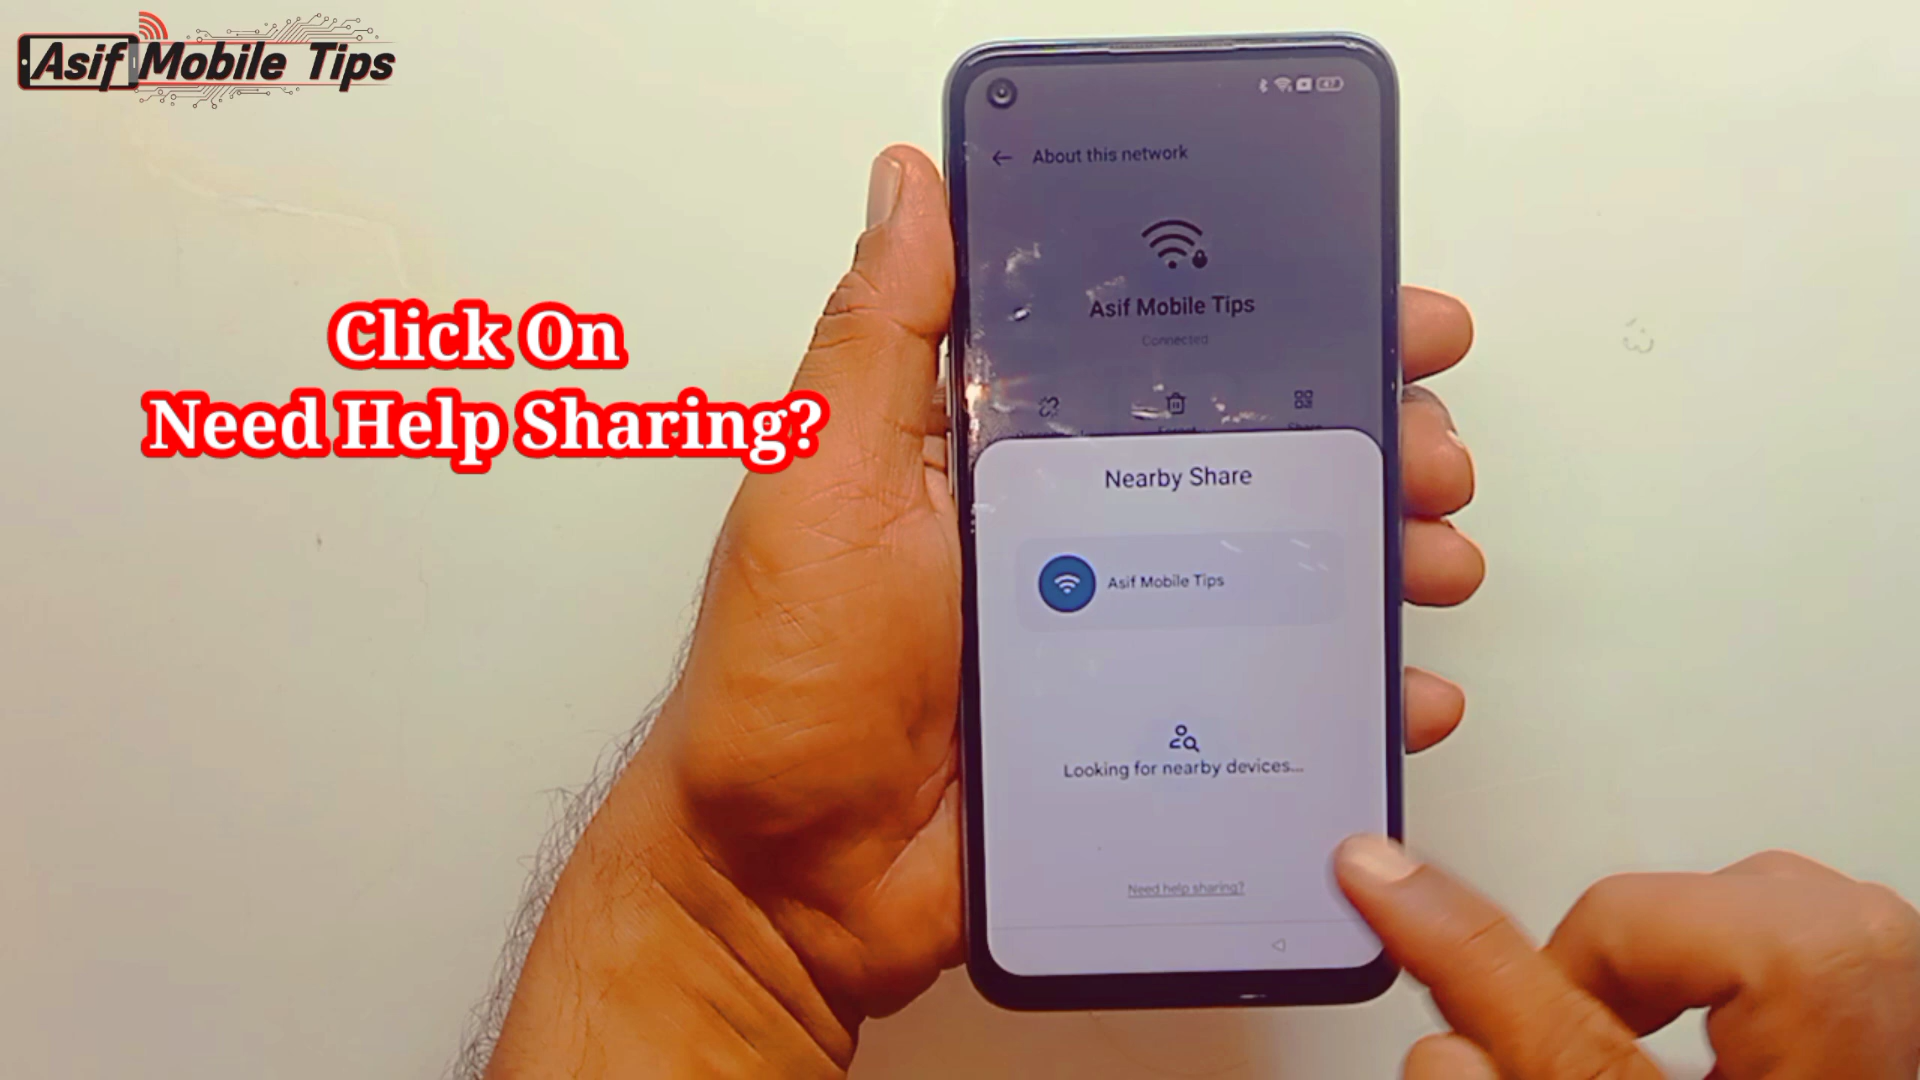 Asif Mobile Tips
Click On
Need Help Sharing?
About this network
Asif Mobile Tips
Connected
Share
Nearby Share
Asif Mobile Tips
Looking for nearby devices...
Need help sharing?